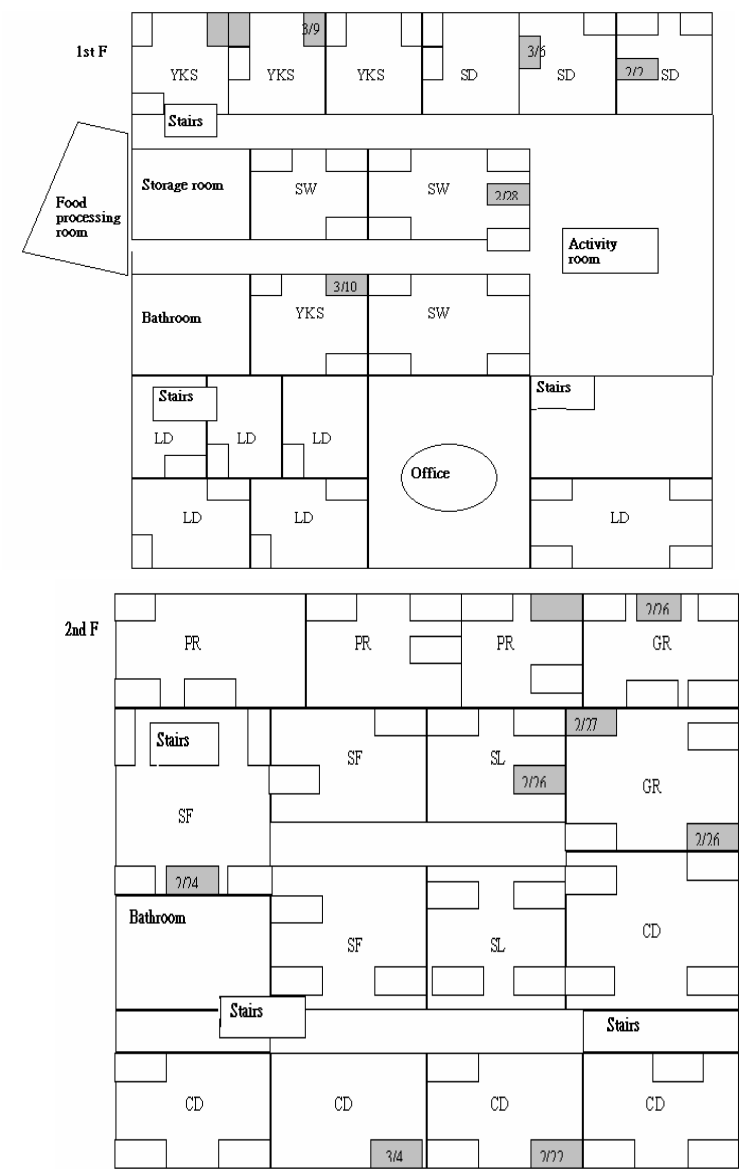 1st F
3/9
3/6
YKS
YKS
YKS
SD
SD
2/2
SD
Stairs
Storage room
SW
SW
2/28
Food
processing
room
Activity
room
3/10
Bathroom
YKS
SW
Stairs
Stairs
LD
LD
LD
Office
LD
LD
LD
2nd F
2/26
PR
PR
PR
GR
2/27
Stairs
SF
SL
2/26
GR
SF
2/26
2/24
Bathroom
SF
SL
CD
Stairs
Stairs
CD
CD
CD
CD
3/4
2/22